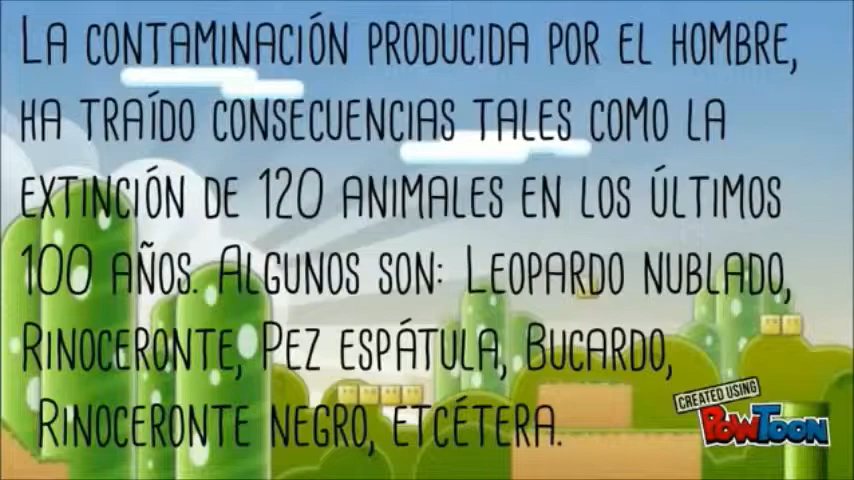 La contaminación producida por el hombre,
ha traído consecuencias tales como la
extinción de 120 animales en los últimos
100 años. Algunos son: Leopardo nublado,
Rinoceronte, Pez espátula, Bucardo,
Rinoceronte negro, etcétera.
CREATED USING
PowToon